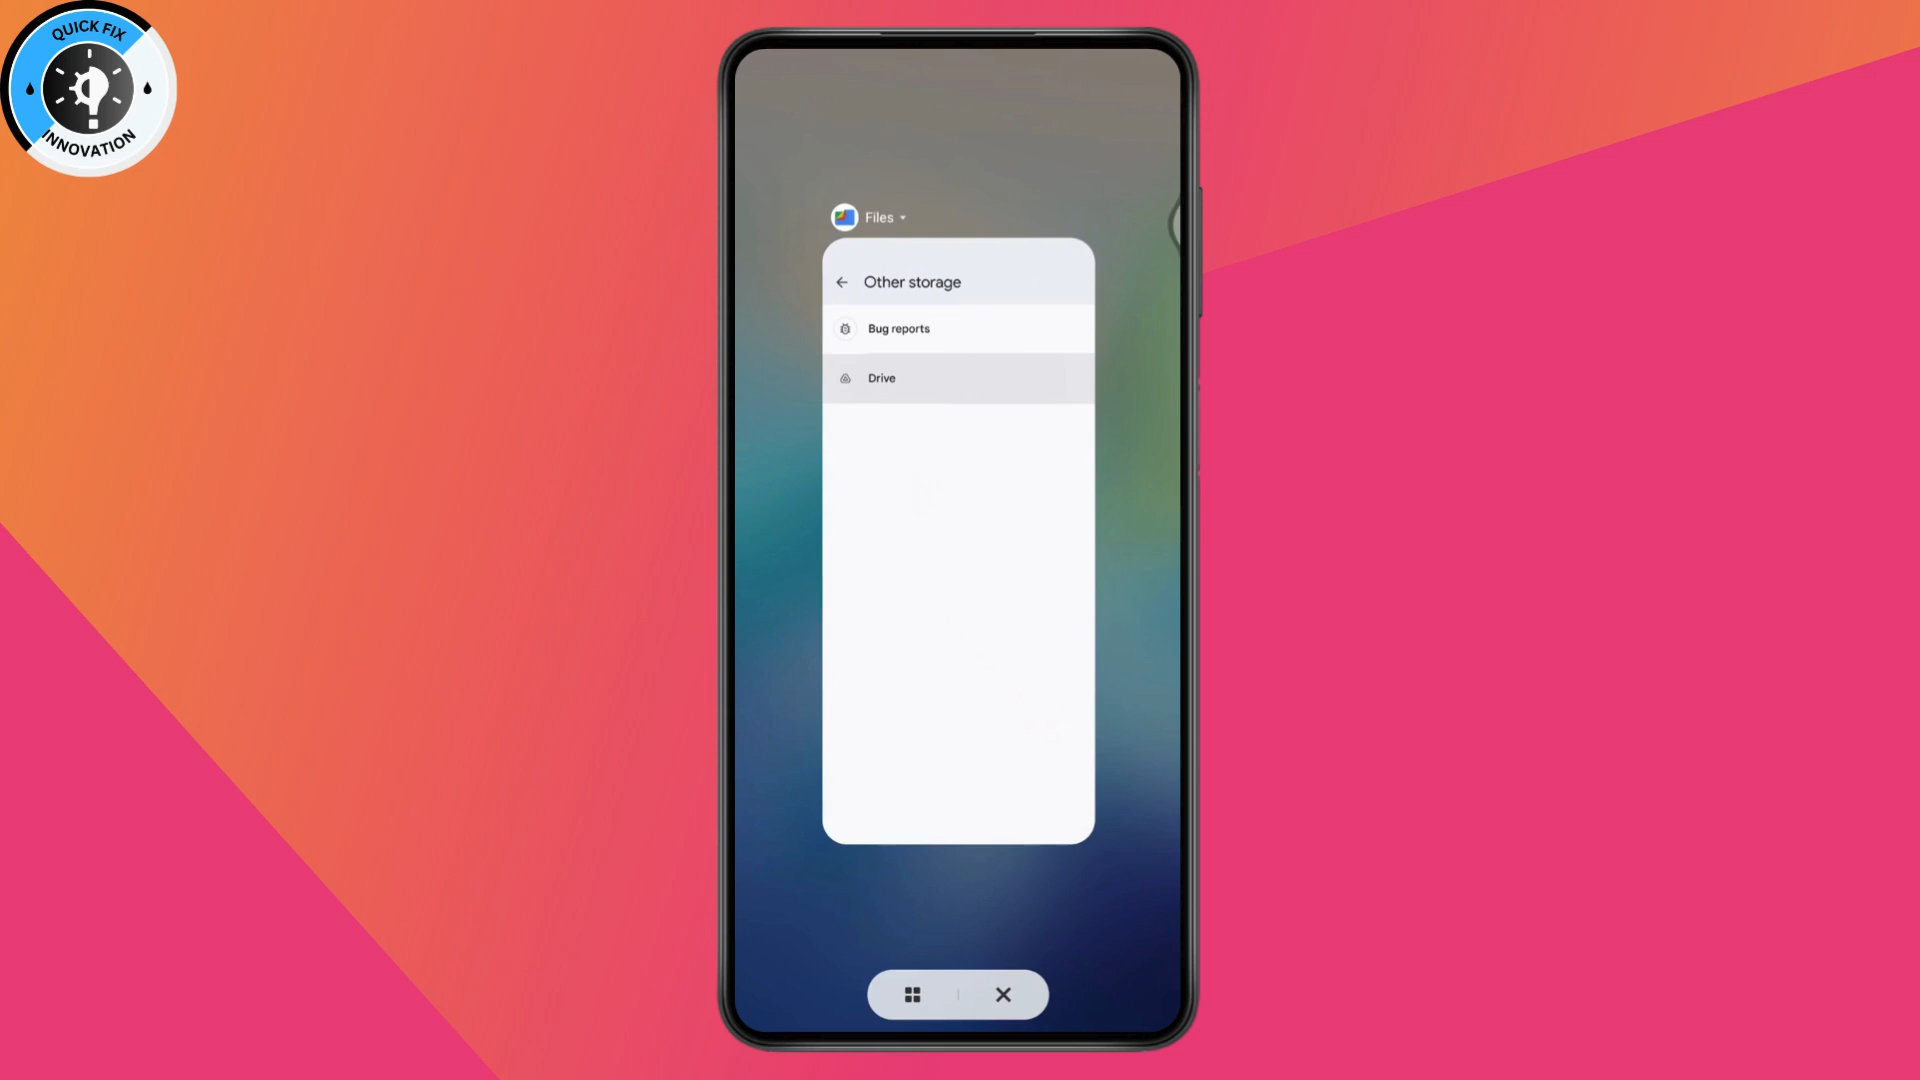 QUICK FIX
INNOVATION
Files
Other storage
Bug reports
Drive